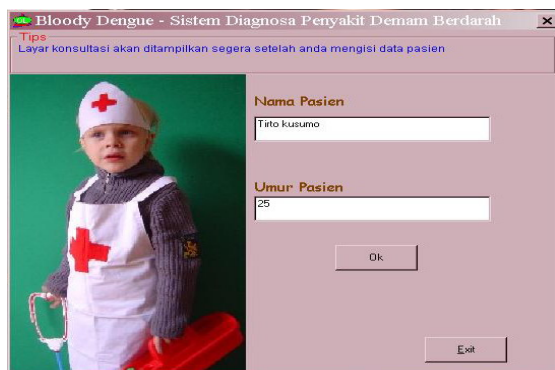 Bloody Dengue - Sistem Diagnosa Penyakit Demam Berdarah
Tips
Layar konsultasi akan ditampilkan segera setelah anda mengisi data pasien
Nama Pasien
Tirto kusumo
Umur Pasien
25
Ok
Exit